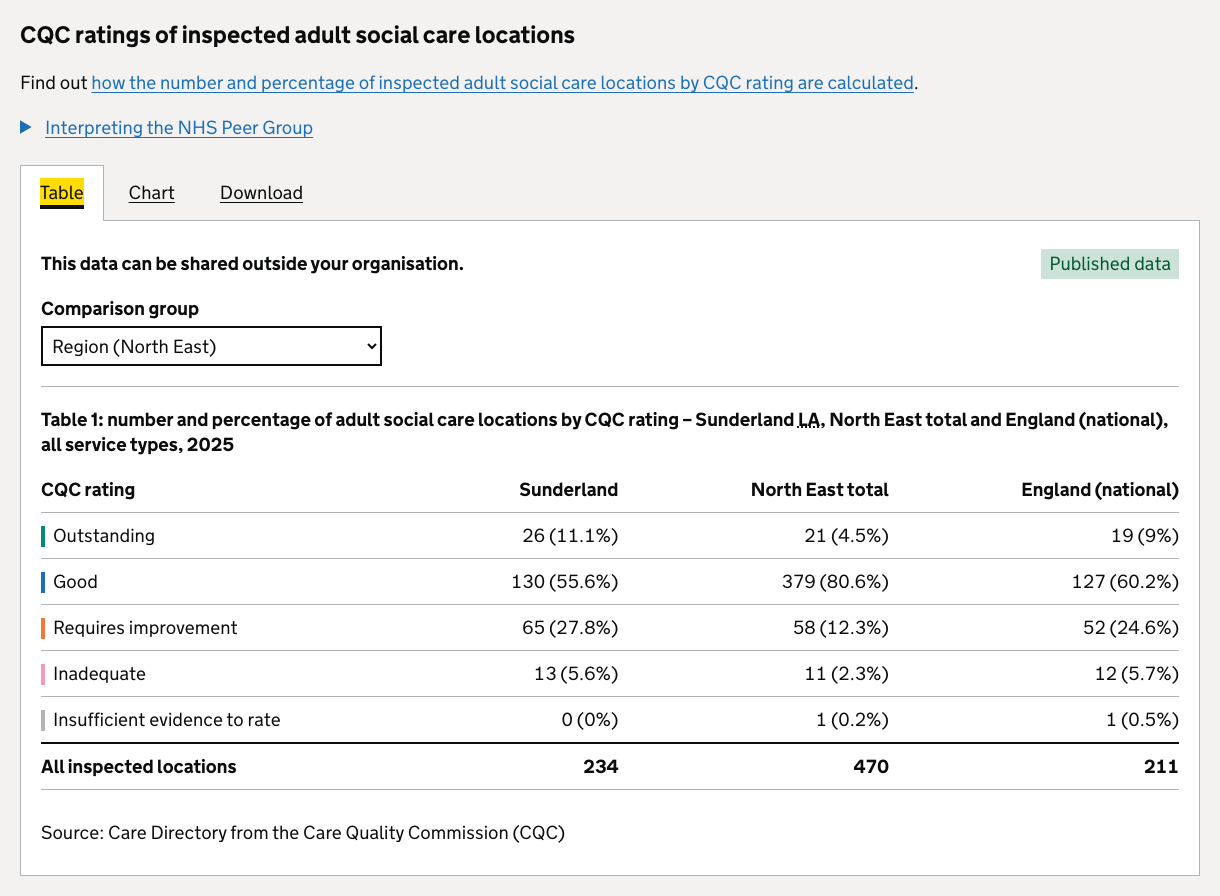 CQC ratings of inspected adult social care locations
Find out how the number and percentage of inspected adult social care locations by CQC rating are calculated.
Interpreting the NHS Peer Group
Table Chart Download
This data can be shared outside your organisation. Published data
Comparison group
Region (North East)
Table 1: number and percentage of adult social care locations by CQC rating – Sunderland LA, North East total and England (national),
all service types, 2025
CQC rating Sunderland North East total England (national)
Outstanding 26 (11.1%) 21 (4.5%) 19 (9%)
Good 130 (55.6%) 379 (80.6%) 127 (60.2%)
Requires improvement 65 (27.8%) 58 (12.3%) 52 (24.6%)
Inadequate 13 (5.6%) 11 (2.3%) 12 (5.7%)
Insufficient evidence to rate 0 (0%) 1 (0.2%) 1 (0.5%)
All inspected locations 234 470 211
Source: Care Directory from the Care Quality Commission (CQC)